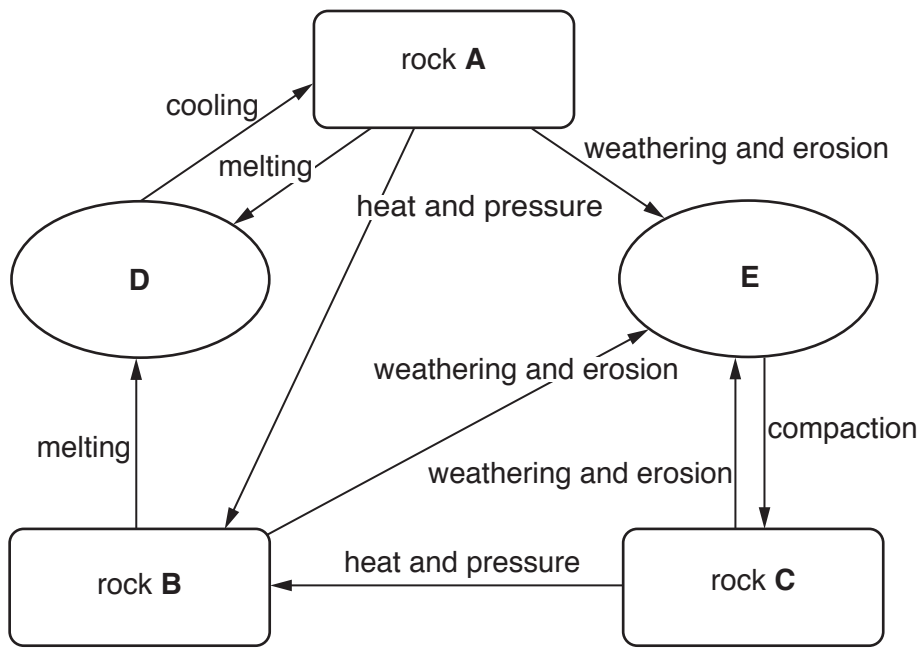 rock A
cooling
melting
weathering and erosion
heat and pressure
D
E
weathering and erosion
melting
compaction
weathering and erosion
heat and pressure
rock B
rock C